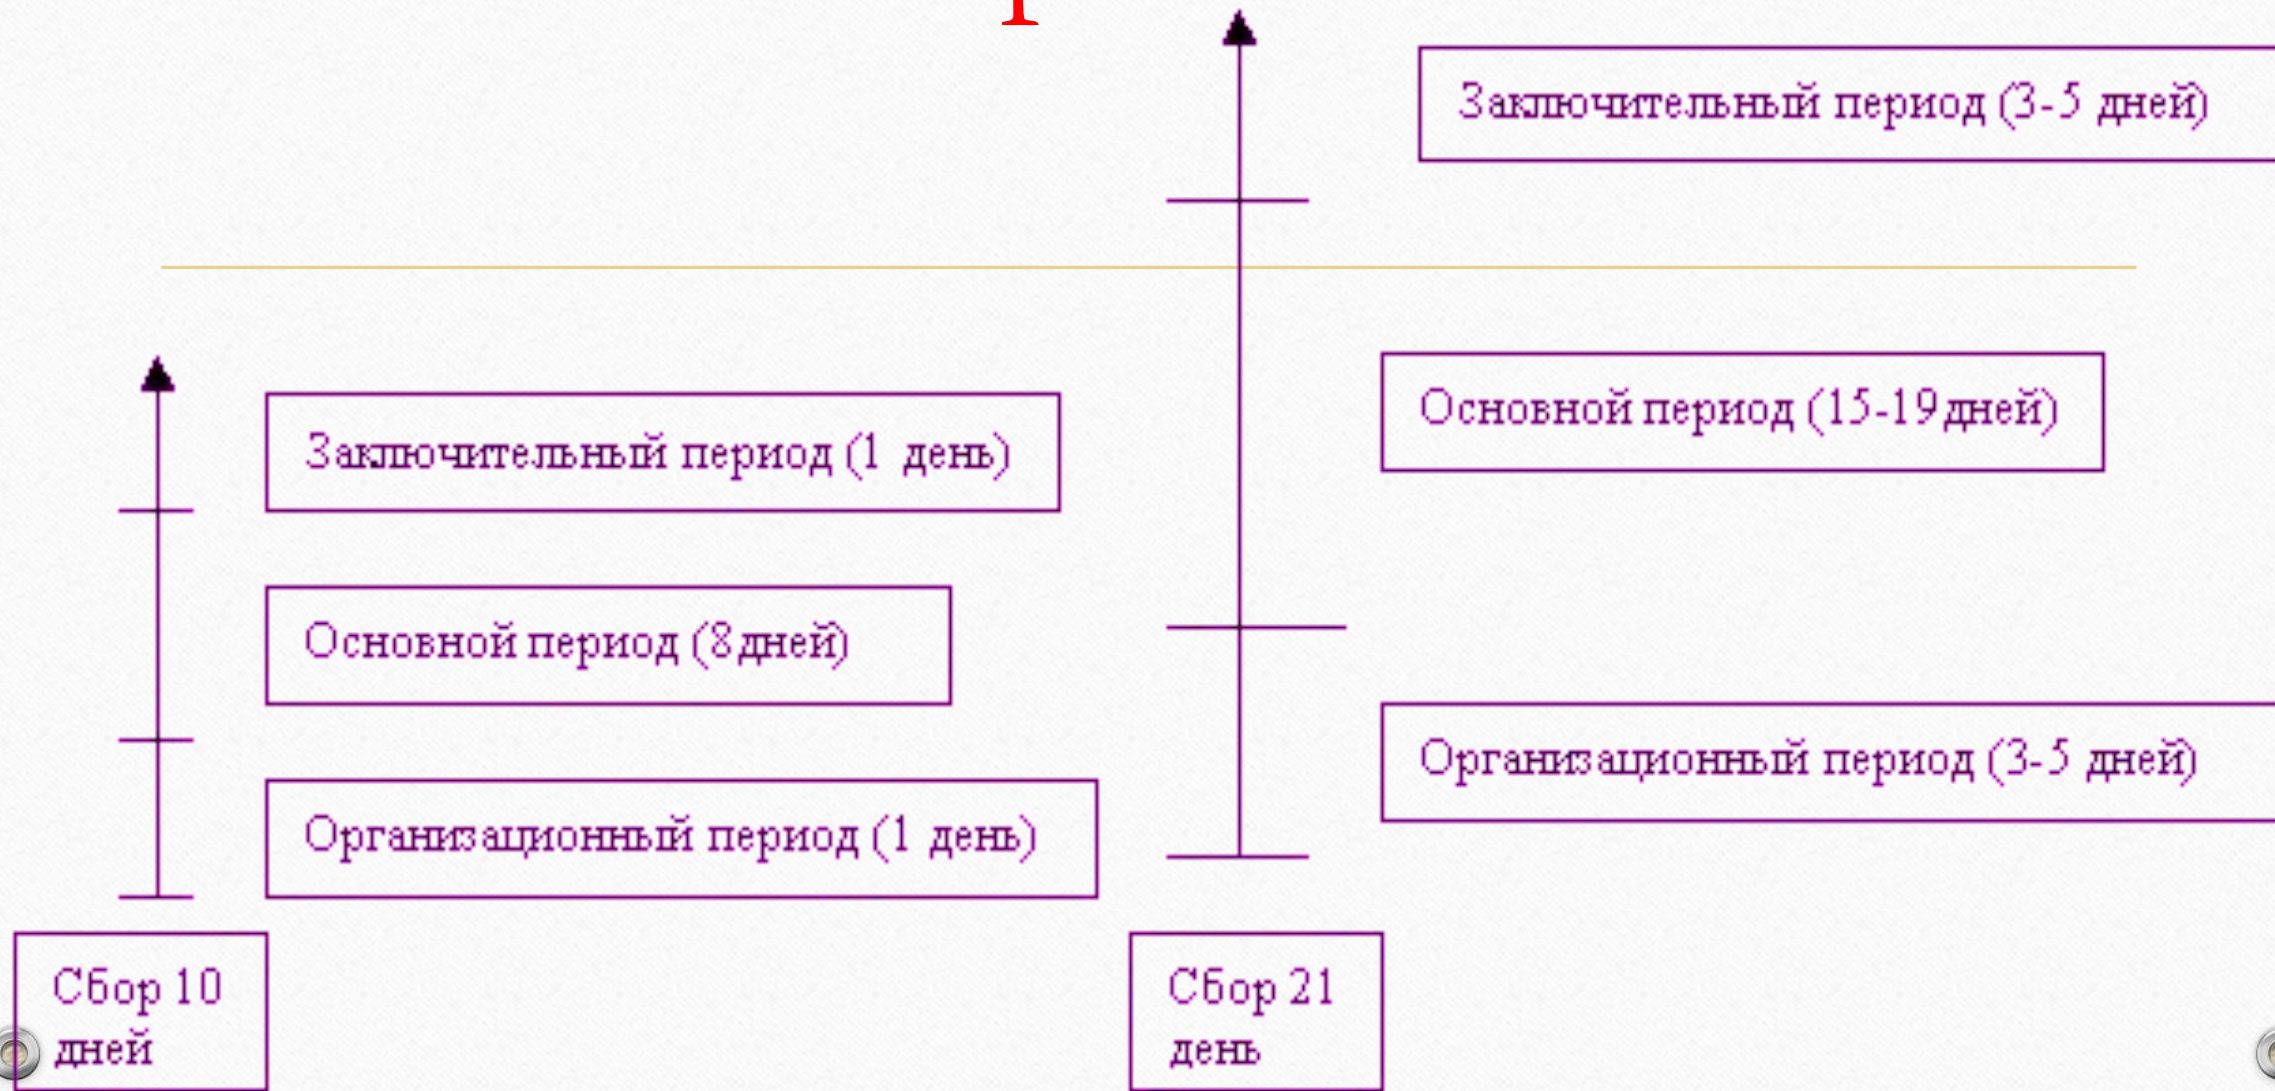 Заключительный период (3-5 дней)
Основной период (15-19 дней)
Организационный период (3-5 дней)
Сбор 21
день
Заключительный период (1 день)
Основной период (8 дней)
Организационный период (1 день)
Сбор 10
дней